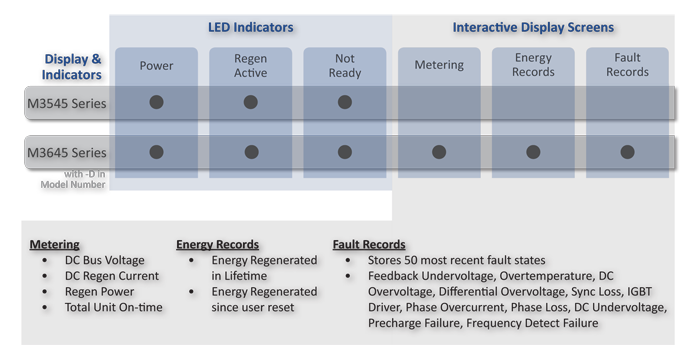 LED Indicators
Interactive Display Screens
Display &
Indicators
Power
Regen
Active
Not
Ready
Metering
Energy
Records
Fault
Records
M3545 Series
M3645 Series
with -D in
Model Number
Metering
• DC Bus Voltage
• DC Regen Current
• Regen Power
• Total Unit On-time
Energy Records
• Energy Regenerated
in Lifetime
• Energy Regenerated
since user reset
Fault Records
• Stores 50 most recent fault states
• Feedback Undervoltage, Overtemperature, DC
Overvoltage, Differential Overvoltage, Sync Loss, IGBT
Driver, Phase Overcurrent, Phase Loss, DC Undervoltage,
Precharge Failure, Frequency Detect Failure